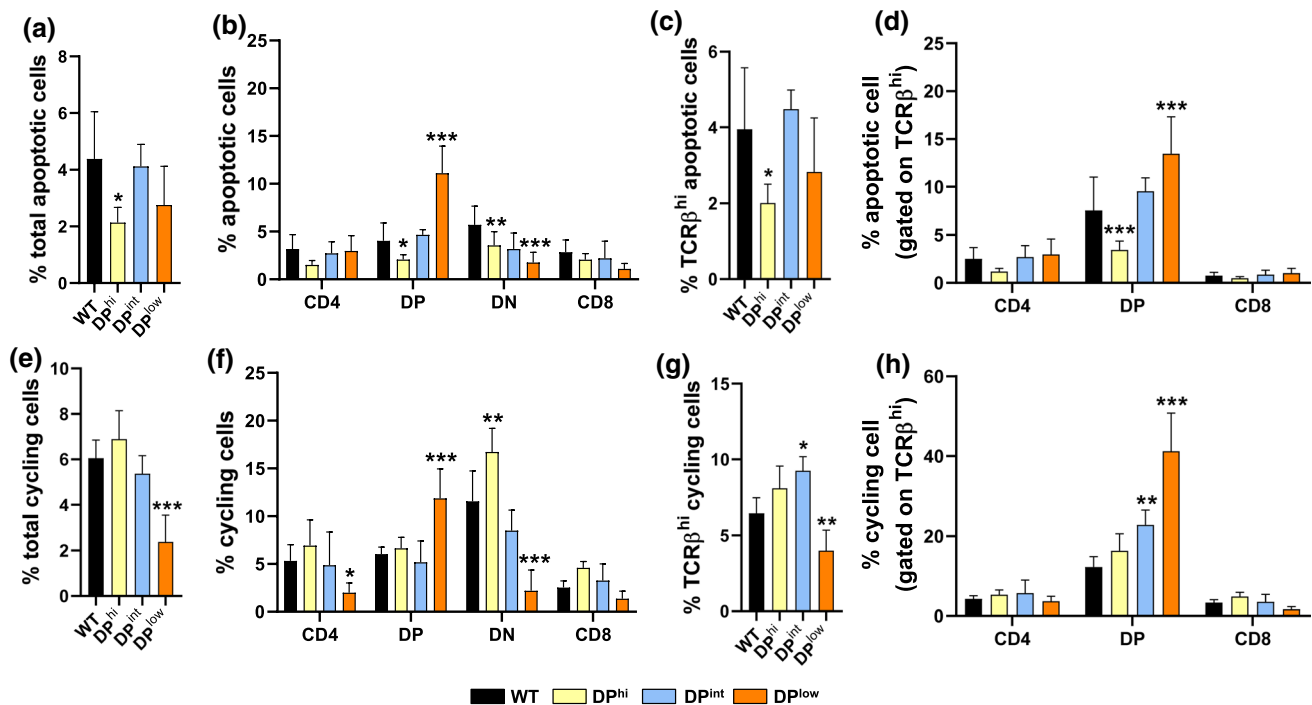 (a)
% total apoptotic cells
8
6
4
2
0
*
WT
DPhi
DPint
DPlow
(b)
% apoptotic cells
25
20
15
10
5
0
*
***
**
***
CD4
DP
DN
CD8
(c)
% TCRβhi apoptotic cells
6
4
2
0
*
WT
DPhi
DPint
DPlow
(d)
% apoptotic cell
(gated on TCRβhi)
25
20
15
10
5
0
***
***
CD4
DP
CD8
(e)
% total cycling cells
10
8
6
4
2
0
***
WT
DPhi
DPint
DPlow
(f)
% cycling cells
25
20
15
10
5
0
*
***
**
***
CD4
DP
DN
CD8
(g)
% TCRβhi cycling cells
15
10
5
0
*
**
WT
DPhi
DPint
DPlow
(h)
% cycling cell
(gated on TCRβhi)
60
40
20
0
**
***
CD4
DP
CD8
WT DPhi DPint DPlow